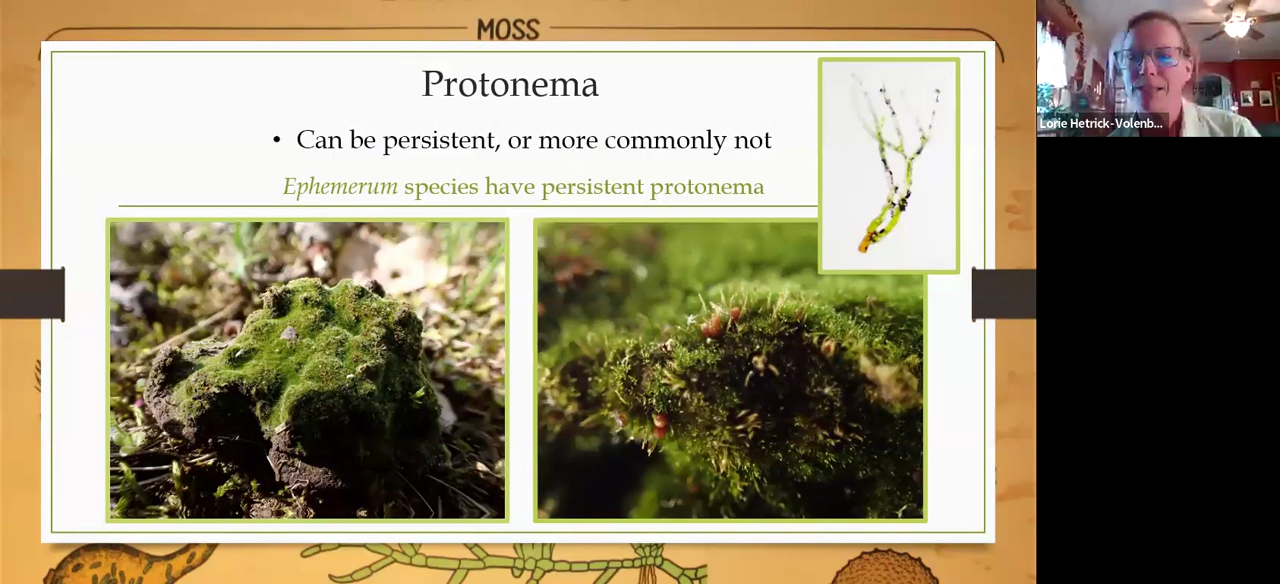 MOSS
Protonema
• Can be persistent, or more commonly not
Ephemerum species have persistent protonema
Lorie Hetrick-Volenb...